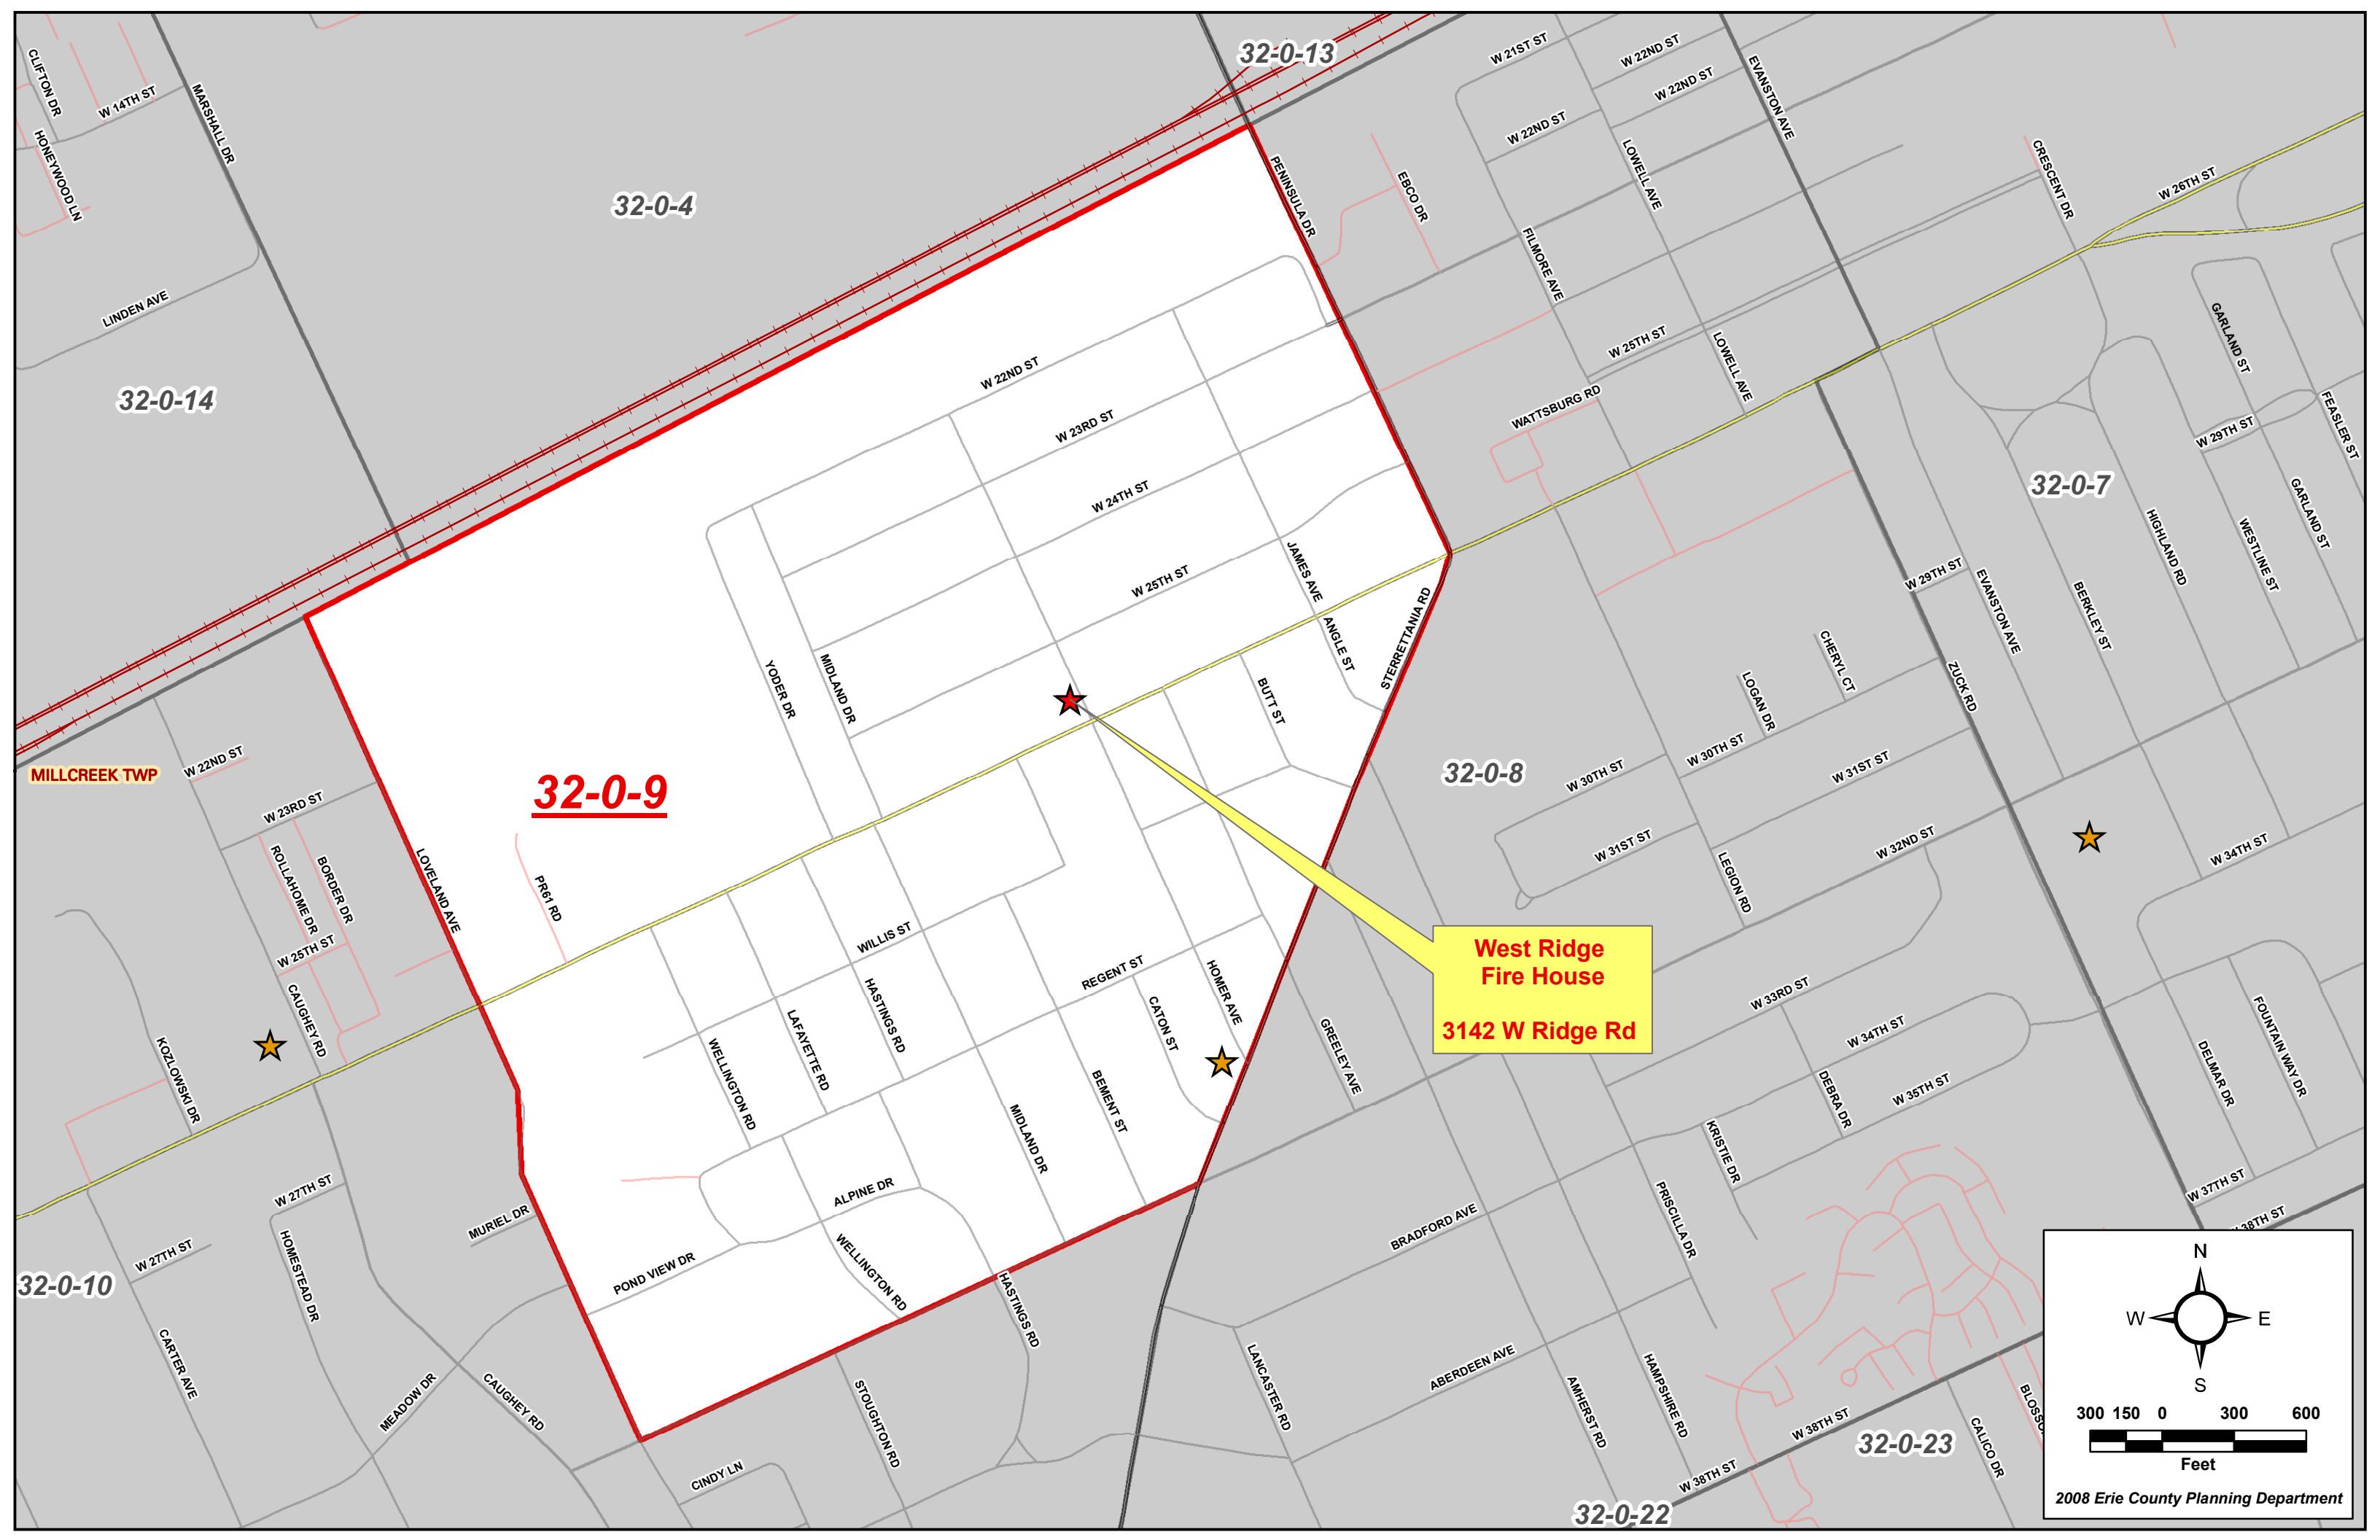 32-0-13
CLIFTON DR
W 14TH ST
MARSHALL DR
HONEYWOOD LN
32-0-4
LINDEN AVE
32-0-14
PENINSULA DR
EBCO DR
W 21ST ST
W 22ND ST
W 22ND ST
W 22ND ST
EVANSTON AVE
LOWELL AVE
FILMORE AVE
CRESCENT DR
W 26TH ST
W 25TH ST
LOWELL AVE
WATTSBURG RD
GARLAND ST
FEASLER ST
W 29TH ST
32-0-7
GARLAND ST
HIGHLAND RD
WESTLINE ST
W 22ND ST
W 23RD ST
W 24TH ST
W 25TH ST
JAMES AVE
ANGLE ST
STERRETTANIA RD
BUTT ST
YODER DR
MIDLAND DR
W 29TH ST
EVANSTON AVE
BERKLEY ST
ZUCK RD
CHERYL CT
LOGAN DR
W 30TH ST
W 30TH ST
W 31ST ST
W 31ST ST
W 32ND ST
LEGION RD
W 34TH ST
32-0-8
MILLCREEK TWP
W 22ND ST
W 23RD ST
ROLLAHOME DR
BORDER DR
W 25TH ST
CAUGHEY RD
KOZLOWSKI DR
LOVELAND AVE
32-0-9
PR61 RD
WILLIS ST
HASTINGS RD
LAFAYETTE RD
WELLINGTON RD
REGENT ST
CATON ST
HOMER AVE
BEMENT ST
MIDLAND DR
GREELEY AVE
West Ridge
Fire House
3142 W Ridge Rd
W 33RD ST
W 34TH ST
W 35TH ST
DEBRA DR
KRISTIE DR
PRISCILLA DR
DELMAR DR
FOUNTAIN WAY DR
W 37TH ST
W 38TH ST
W 27TH ST
W 27TH ST
HOMESTEAD DR
32-0-10
CARTER AVE
MEADOW DR
CAUGHEY RD
MURIEL DR
POND VIEW DR
ALPINE DR
WELLINGTON RD
HASTINGS RD
STOUGHTON RD
CINDY LN
BRADFORD AVE
ABERDEEN AVE
LANCASTER RD
AMHERST RD
HAMPSHIRE RD
W 38TH ST
W 38TH ST
32-0-22
32-0-23
CALICO DR
N
W
E
S
300 150 0 300 600
Feet
2008 Erie County Planning Department